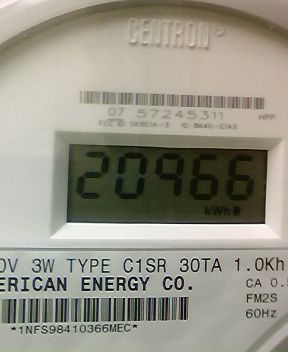 CENTRON®
07 57245311 HPP
20966
kWh
0V 3W TYPE C1SR 30TA 1.0Kh
ERICAN ENERGY CO. CA 0.5
FM2S
*1NFS98410366MEC* 60Hz